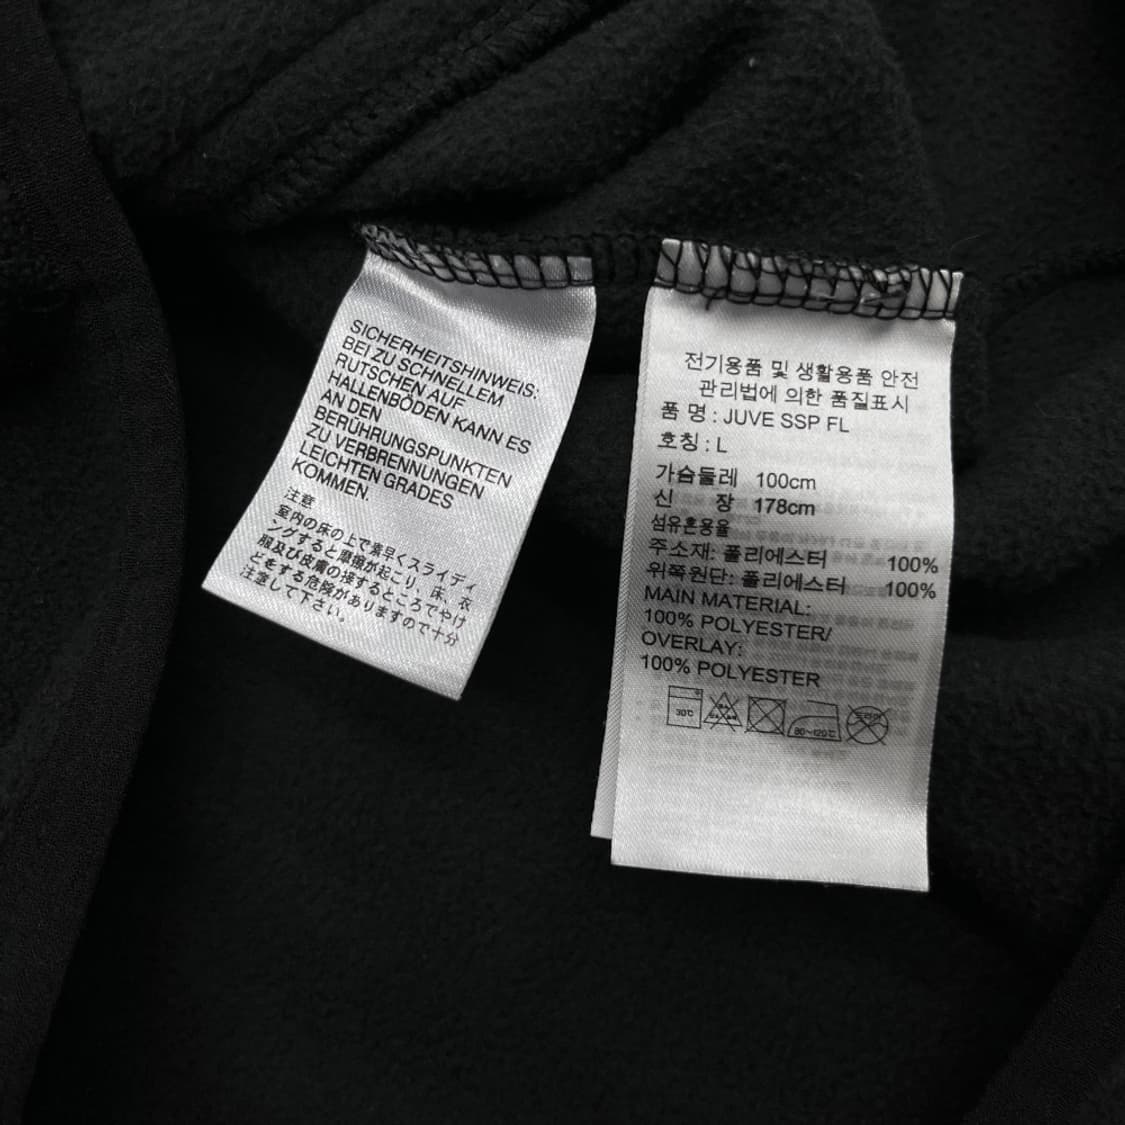 SICHERHEITSHINWEIS:
BEI ZU SCHNELLEM
RUTSCHEN AUF
HALLENBÖDEN KANN ES
AN DEN
BERÜHRUNGSPUNKTEN
ZU VERBRENNUNGEN
LEICHTEN GRADES
KOMMEN.
注意
室内の床の上で素早くスライディ
ングすると摩擦が起こり、床、衣
服及び皮膚の接するところでやけ
どをする危険がありますので十分
注意して下さい。
전기용품 및 생활용품 안전
관리법에 의한 품질표시
品 명 : JUVE SSP FL
호칭 : L
가슴둘레 100cm
신 장 178cm
섬유혼용율
주소재: 폴리에스터 100%
위쪽원단: 폴리에스터 100%
MAIN MATERIAL:
100% POLYESTER/
OVERLAY:
100% POLYESTER
30℃
80~120℃